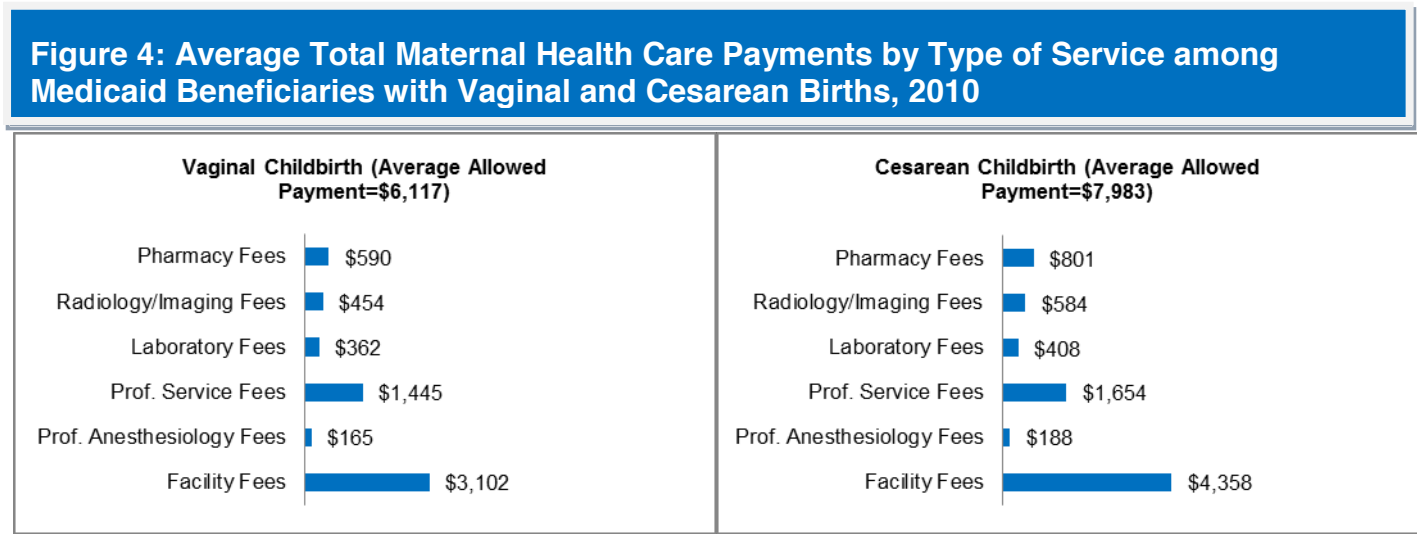 Figure 4: Average Total Maternal Health Care Payments by Type of Service among
Medicaid Beneficiaries with Vaginal and Cesarean Births, 2010
Vaginal Childbirth (Average Allowed
Payment=$6,117)
Pharmacy Fees $590
Radiology/Imaging Fees $454
Laboratory Fees $362
Prof. Service Fees $1,445
Prof. Anesthesiology Fees $165
Facility Fees $3,102
Cesarean Childbirth (Average Allowed
Payment=$7,983)
Pharmacy Fees $801
Radiology/Imaging Fees $584
Laboratory Fees $408
Prof. Service Fees $1,654
Prof. Anesthesiology Fees $188
Facility Fees $4,358